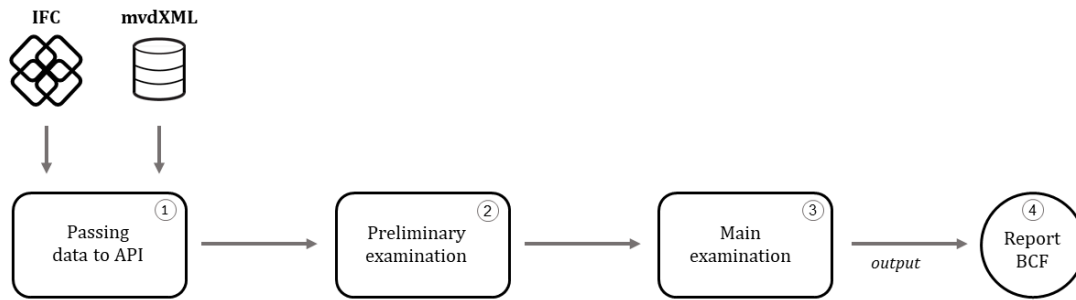 IFC
mvdXML
1
Passing
data to API
2
Preliminary
examination
3
Main
examination
output
4
Report
BCF